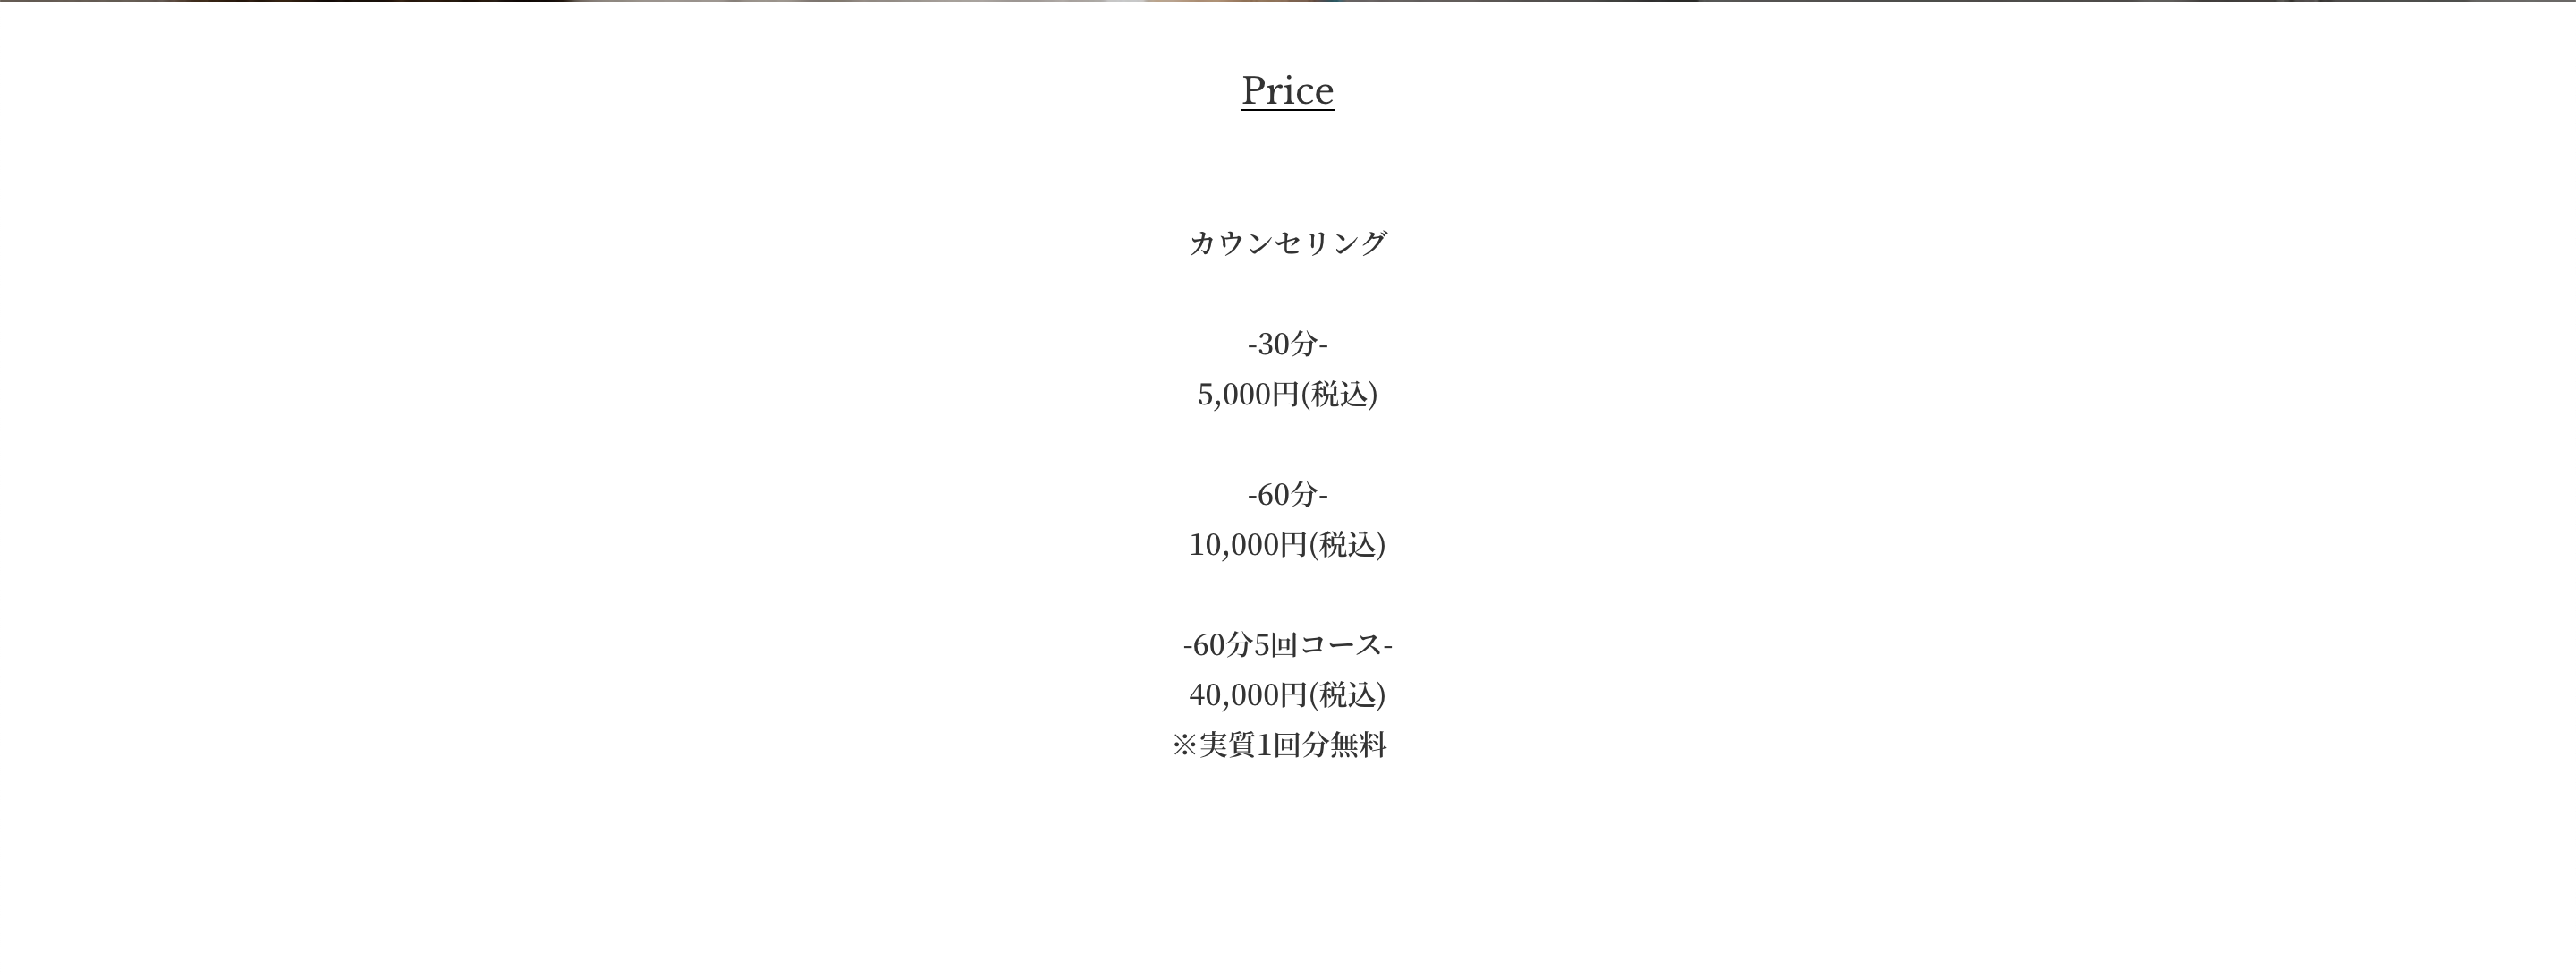 Price
カウンセリング
-30分-
5,000円(税込)
-60分-
10,000円(税込)
-60分5回コース-
40,000円(税込)
※実質1回分無料